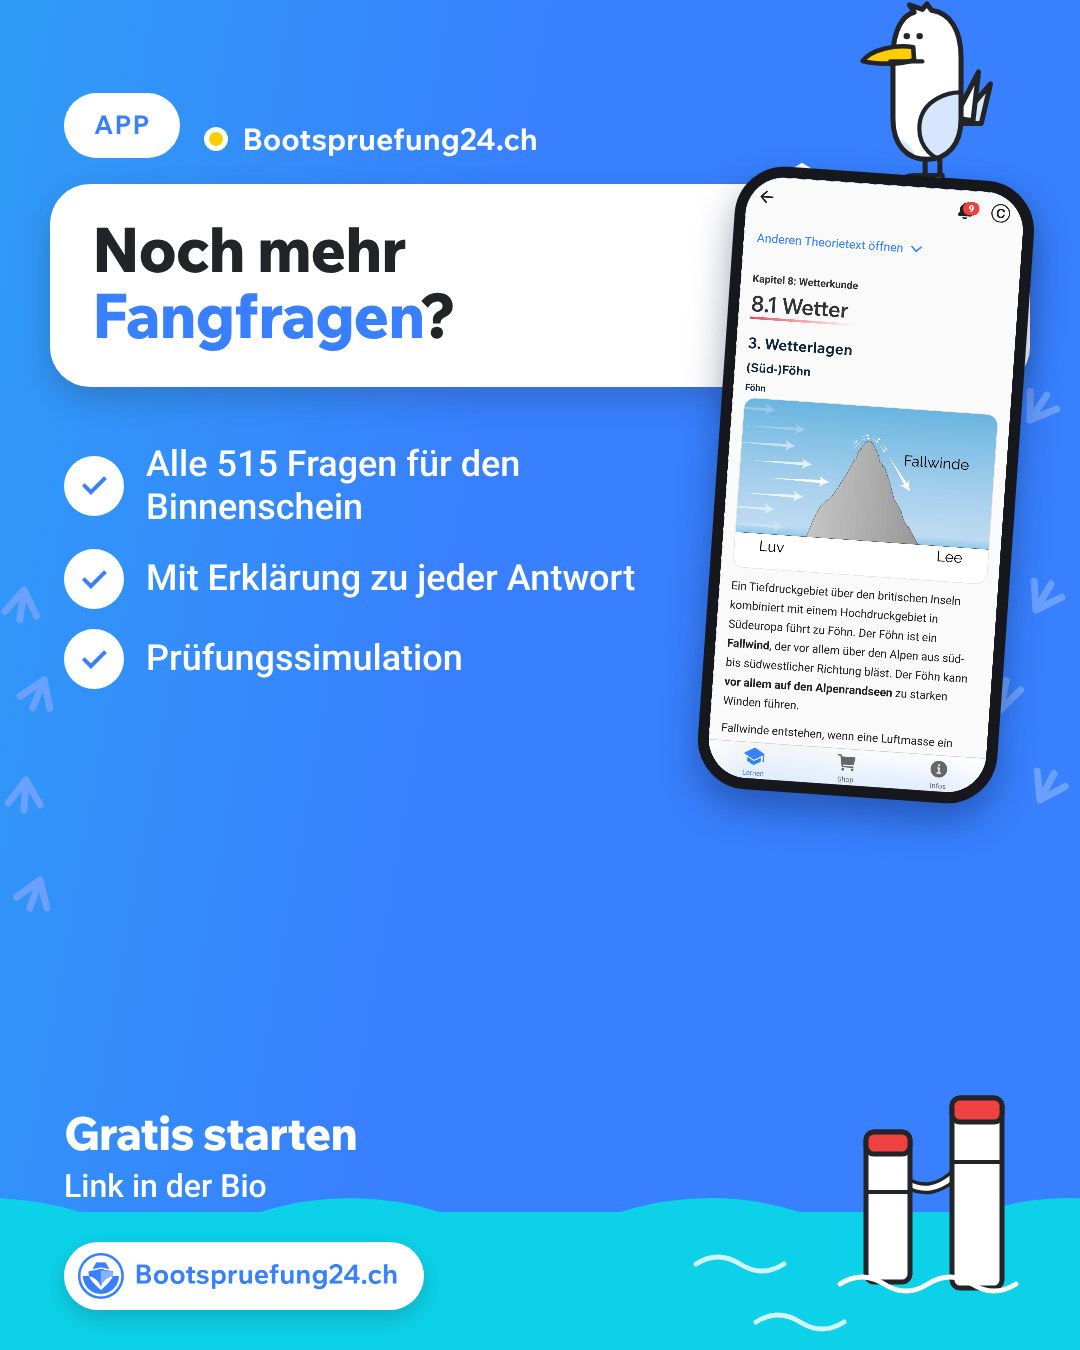 APP
Bootspruefung24.ch
Noch mehr
Fangfragen?
Alle 515 Fragen für den
Binnenschein
Mit Erklärung zu jeder Antwort
Prüfungssimulation
9
C
Anderen Theorietext öffnen
Kapitel 8: Wetterkunde
8.1 Wetter
3. Wetterlagen
(Süd-)Föhn
Föhn
Fallwinde
Luv
Lee
Ein Tiefdruckgebiet über den britischen Inseln
kombiniert mit einem Hochdruckgebiet in
Südeuropa führt zu Föhn. Der Föhn ist ein
Fallwind, der vor allem über den Alpen aus süd-
bis südwestlicher Richtung bläst. Der Föhn kann
vor allem auf den Alpenrandseen zu starken
Winden führen.
Fallwinde entstehen, wenn eine Luftmasse ein
Lernen
Shop
Infos
Gratis starten
Link in der Bio
Bootspruefung24.ch